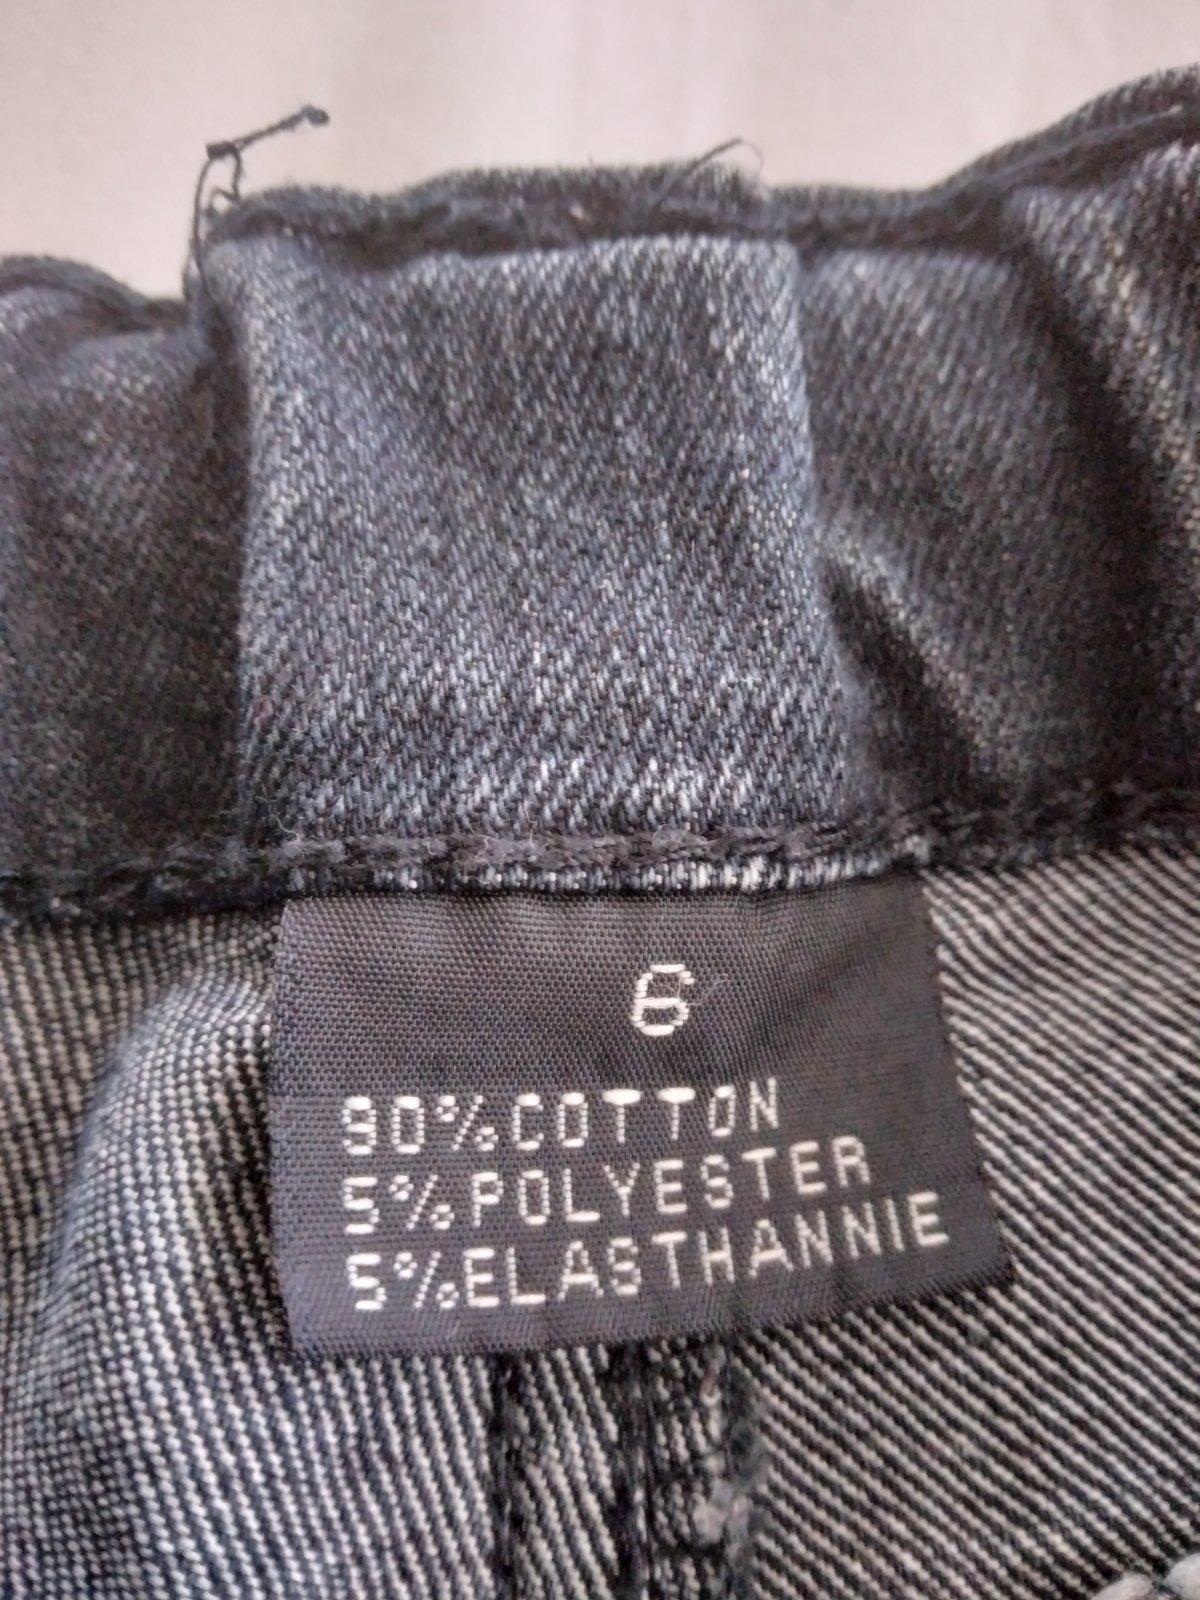 6
90%COTTON
5%POLYESTER
5%ELASTHANNIE